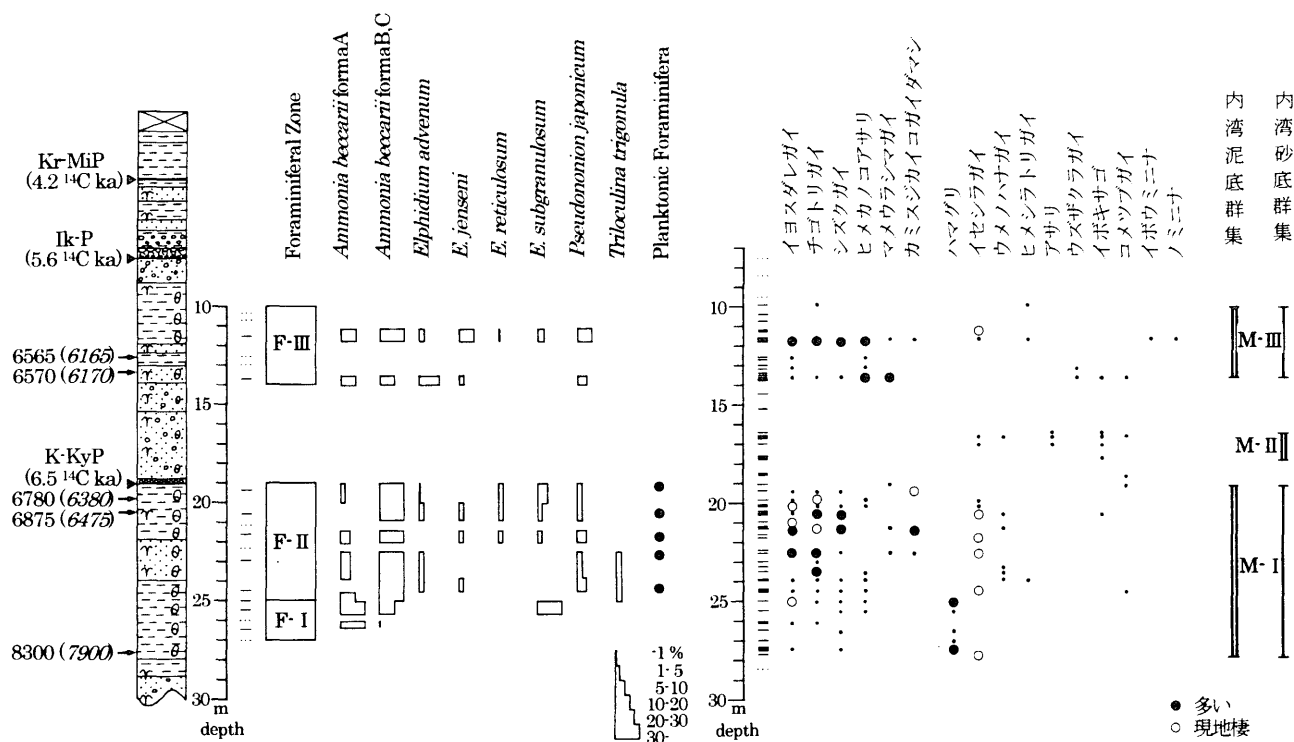 Kr-MiP
(4.2 ¹⁴C ka)
Ik-P
(5.6 ¹⁴C ka)
6565 (6165)
6570 (6170)
K-KyP
(6.5 ¹⁴C ka)
6780 (6380)
6875 (6475)
8300 (7900)
10
15
20
25
30
m
depth
Foraminiferal Zone
Ammonia beccarii formaA
Ammonia beccarii formaB,C
Elphidium advenum
E. jenseni
E. reticulosum
E. subgranulosum
Pseudononion japonicum
Triloculina trigonula
Planktonic Foraminifera
F-III
F-II
F-I
-1 %
1-5
5-10
10-20
20-30
30-
10
15
20
25
30
m
depth
イヨスダレガイ
チゴトリガイ
シズクガイ
ヒメカノコアサリ
マメウラシマガイ
カミスジカイコガイダマシ
ハマグリ
イセシラガイ
ウメノハナガイ
ヒメシラトリガイ
アサリ
ウズザクラガイ
イボキサゴ
コメツブガイ
イボウミニナ
ノミニナ
内湾泥底群集
内湾砂底群集
M-III
M-II
M-I
● 多い
○ 現地棲